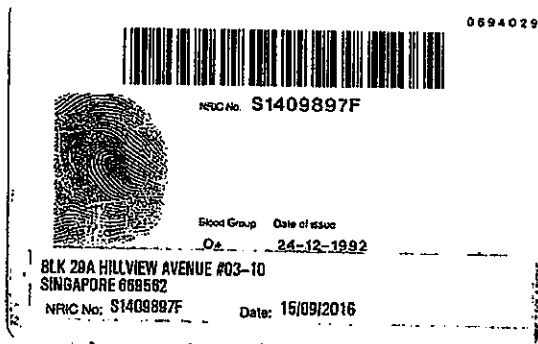 0694029
NRIC No. S1409897F
Blood Group Date of issue
O+ 24-12-1992
BLK 29A HILLVIEW AVENUE #03-10
SINGAPORE 669562
NRIC No: S1409897F Date: 15/09/2016